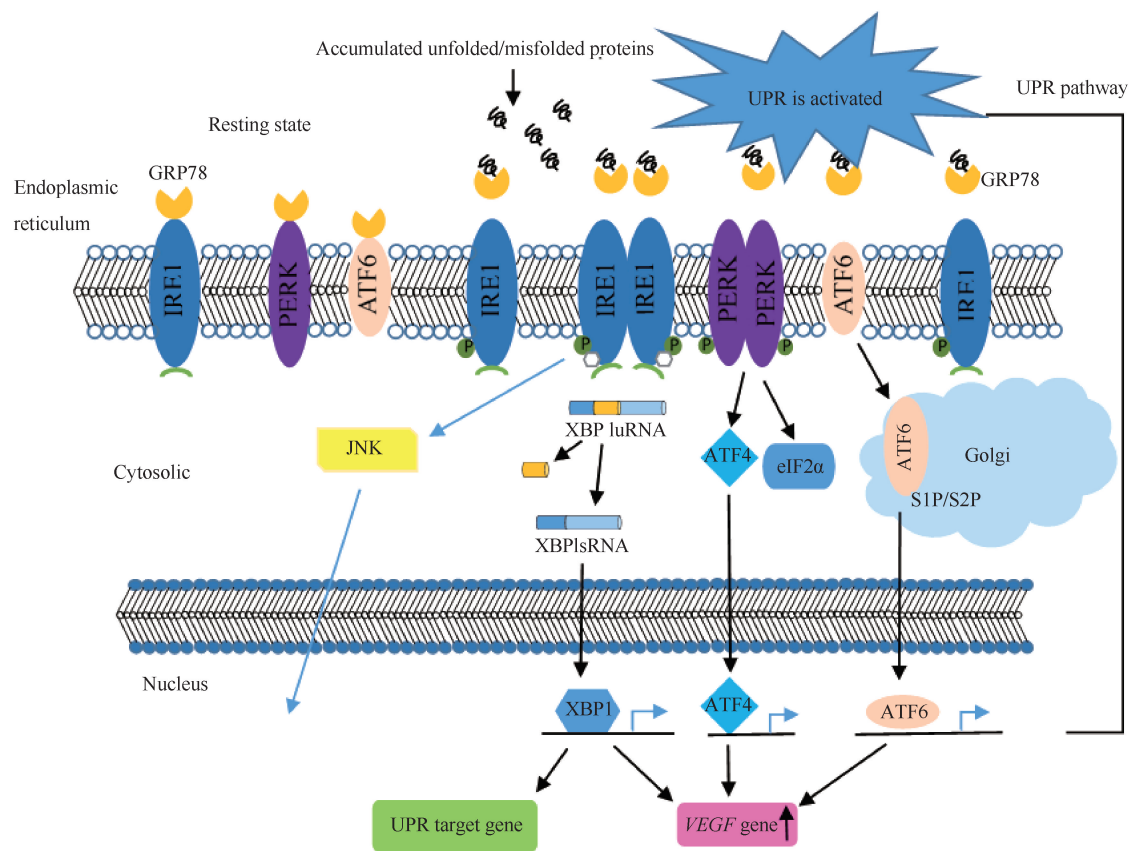 Accumulated unfolded/misfolded proteins
UPR is activated
UPR pathway
Resting state
GRP78
GRP78
Endoplasmic
reticulum
IRE1
PERK
ATF6
IRE1
IRE1
IRE1
PERK
PERK
ATF6
IRE1
P
P
P
P
P
P
XBP luRNA
JNK
ATF4
eIF2α
ATF6
Golgi
S1P/S2P
Cytosolic
XBPlsRNA
Nucleus
XBP1
ATF4
ATF6
UPR target gene
VEGF gene